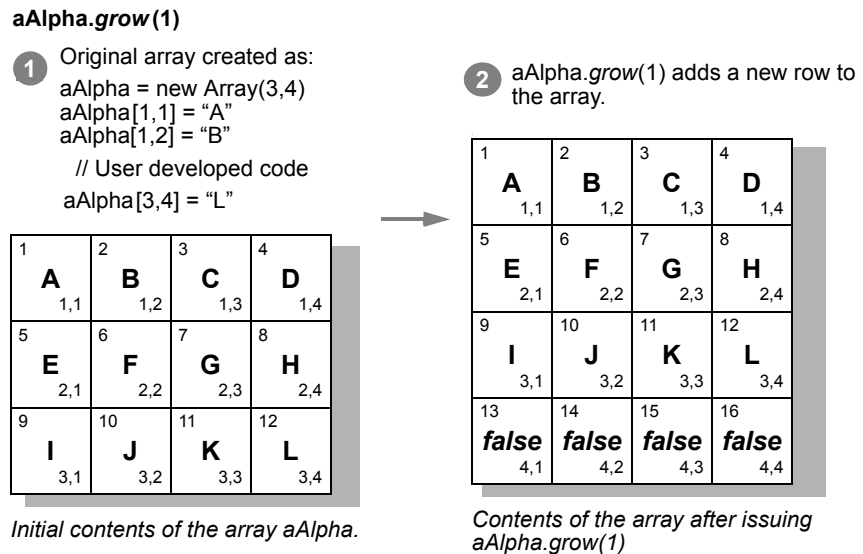 aAlpha.grow(1)
1
Original array created as:
aAlpha = new Array(3,4)
aAlpha[1,1] = “A”
aAlpha[1,2] = “B”
// User developed code
aAlpha[3,4] = “L”
1 2 3 4
A B C D
1,1 1,2 1,3 1,4
5 6 7 8
E F G H
2,1 2,2 2,3 2,4
9 10 11 12
I J K L
3,1 3,2 3,3 3,4
Initial contents of the array aAlpha.
2
aAlpha.grow(1) adds a new row to
the array.
1 2 3 4
A B C D
1,1 1,2 1,3 1,4
5 6 7 8
E F G H
2,1 2,2 2,3 2,4
9 10 11 12
I J K L
3,1 3,2 3,3 3,4
13 14 15 16
false false false false
4,1 4,2 4,3 4,4
Contents of the array after issuing
aAlpha.grow(1)